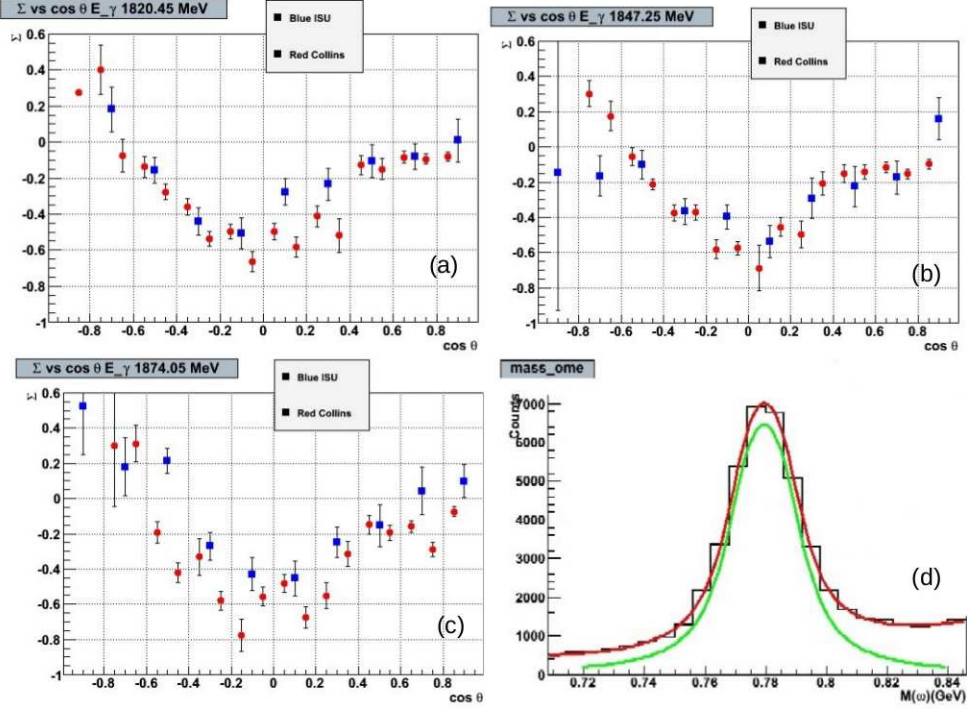 Σ vs cos θ E_γ 1820.45 MeV
Blue ISU
Red Collins
Σ
0.6
0.4
0.2
0
-0.2
-0.4
-0.6
-0.8
-1
(a)
-0.8 -0.6 -0.4 -0.2 0 0.2 0.4 0.6 0.8
cos θ
Σ vs cos θ E_γ 1847.25 MeV
Blue ISU
Red Collins
Σ
0.6
0.4
0.2
0
-0.2
-0.4
-0.6
-0.8
-1
(b)
-0.8 -0.6 -0.4 -0.2 0 0.2 0.4 0.6 0.8
cos θ
Σ vs cos θ E_γ 1874.05 MeV
Blue ISU
Red Collins
Σ
0.6
0.4
0.2
0
-0.2
-0.4
-0.6
-0.8
-1
(c)
-0.8 -0.6 -0.4 -0.2 0 0.2 0.4 0.6 0.8
cos θ
mass_ome
Counts
7000
6000
5000
4000
3000
2000
1000
0
(d)
0.72 0.74 0.76 0.78 0.8 0.82 0.84
M(ω)(GeV)